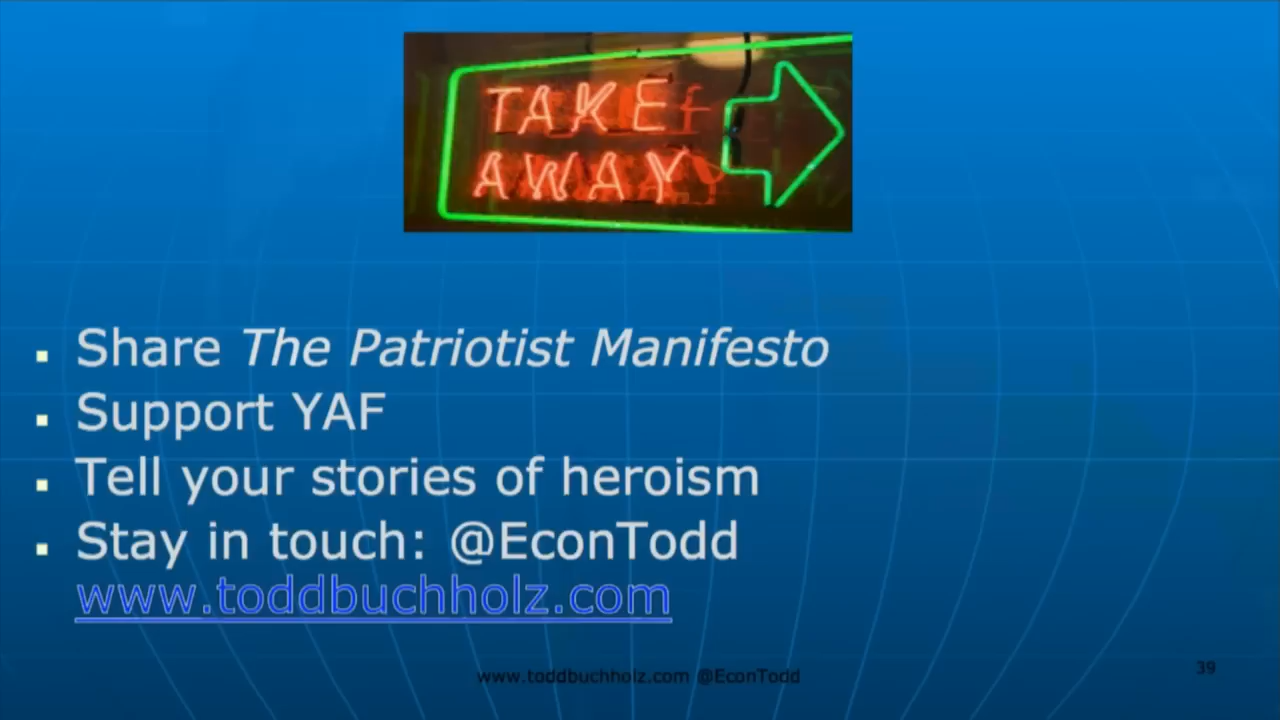 TAKE
AWAY
Share The Patriotist Manifesto
Support YAF
Tell your stories of heroism
Stay in touch: @EconTodd
www.toddbuchholz.com
www.toddbuchholz.com @EconTodd
39